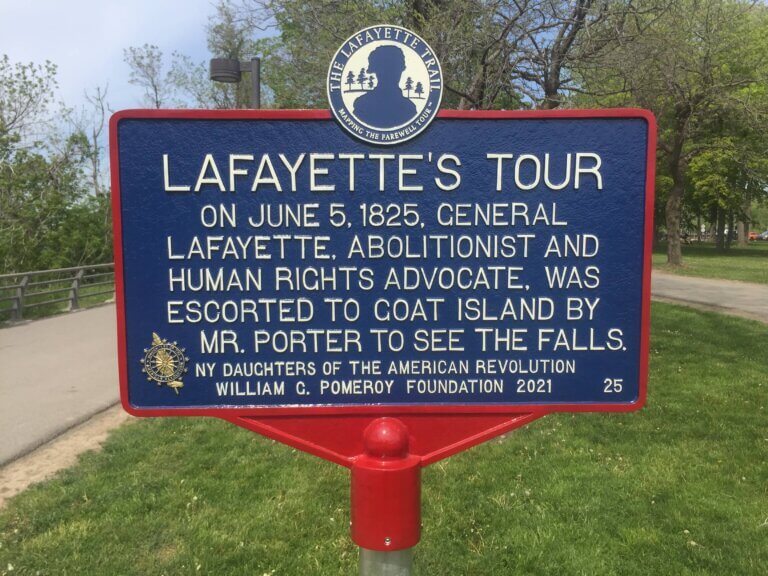 THE LAFAYETTE TRAIL
MAPPING THE FAREWELL TOUR
LAFAYETTE'S TOUR
ON JUNE 5, 1825, GENERAL
LAFAYETTE, ABOLITIONIST AND
HUMAN RIGHTS ADVOCATE, WAS
ESCORTED TO GOAT ISLAND BY
MR. PORTER TO SEE THE FALLS.
NY DAUGHTERS OF THE AMERICAN REVOLUTION
WILLIAM G. POMEROY FOUNDATION 2021 25